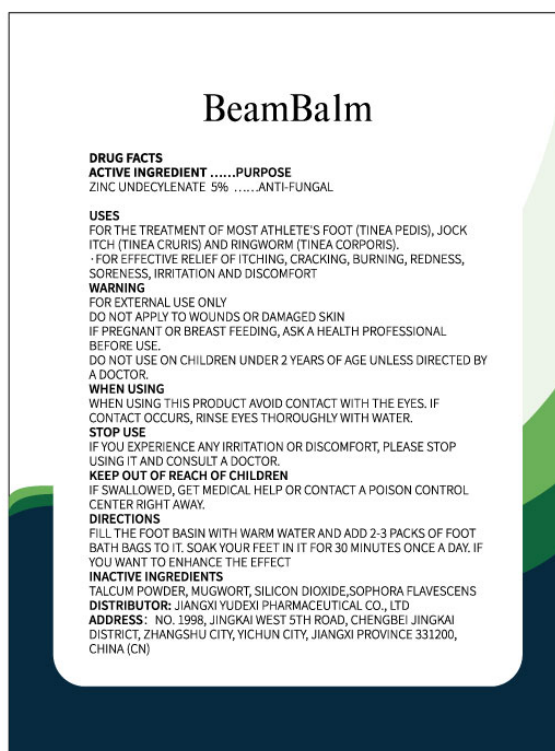 BeamBalm
DRUG FACTS
ACTIVE INGREDIENT ......PURPOSE
ZINC UNDECYLENATE 5% ......ANTI-FUNGAL
USES
FOR THE TREATMENT OF MOST ATHLETE'S FOOT (TINEA PEDIS), JOCK
ITCH (TINEA CRURIS) AND RINGWORM (TINEA CORPORIS).
·FOR EFFECTIVE RELIEF OF ITCHING, CRACKING, BURNING, REDNESS,
SORENESS, IRRITATION AND DISCOMFORT
WARNING
FOR EXTERNAL USE ONLY
DO NOT APPLY TO WOUNDS OR DAMAGED SKIN
IF PREGNANT OR BREAST FEEDING, ASK A HEALTH PROFESSIONAL
BEFORE USE.
DO NOT USE ON CHILDREN UNDER 2 YEARS OF AGE UNLESS DIRECTED BY
A DOCTOR.
WHEN USING
WHEN USING THIS PRODUCT AVOID CONTACT WITH THE EYES. IF
CONTACT OCCURS, RINSE EYES THOROUGHLY WITH WATER.
STOP USE
IF YOU EXPERIENCE ANY IRRITATION OR DISCOMFORT, PLEASE STOP
USING IT AND CONSULT A DOCTOR.
KEEP OUT OF REACH OF CHILDREN
IF SWALLOWED, GET MEDICAL HELP OR CONTACT A POISON CONTROL
CENTER RIGHT AWAY.
DIRECTIONS
FILL THE FOOT BASIN WITH WARM WATER AND ADD 2-3 PACKS OF FOOT
BATH BAGS TO IT. SOAK YOUR FEET IN IT FOR 30 MINUTES ONCE A DAY. IF
YOU WANT TO ENHANCE THE EFFECT
INACTIVE INGREDIENTS
TALCUM POWDER, MUGWORT, SILICON DIOXIDE,SOPHORA FLAVESCENS
DISTRIBUTOR: JIANGXI YUDEXI PHARMACEUTICAL CO., LTD
ADDRESS: NO. 1998, JINGKAI WEST 5TH ROAD, CHENGBEI JINGKAI
DISTRICT, ZHANGSHU CITY, YICHUN CITY, JIANGXI PROVINCE 331200,
CHINA (CN)